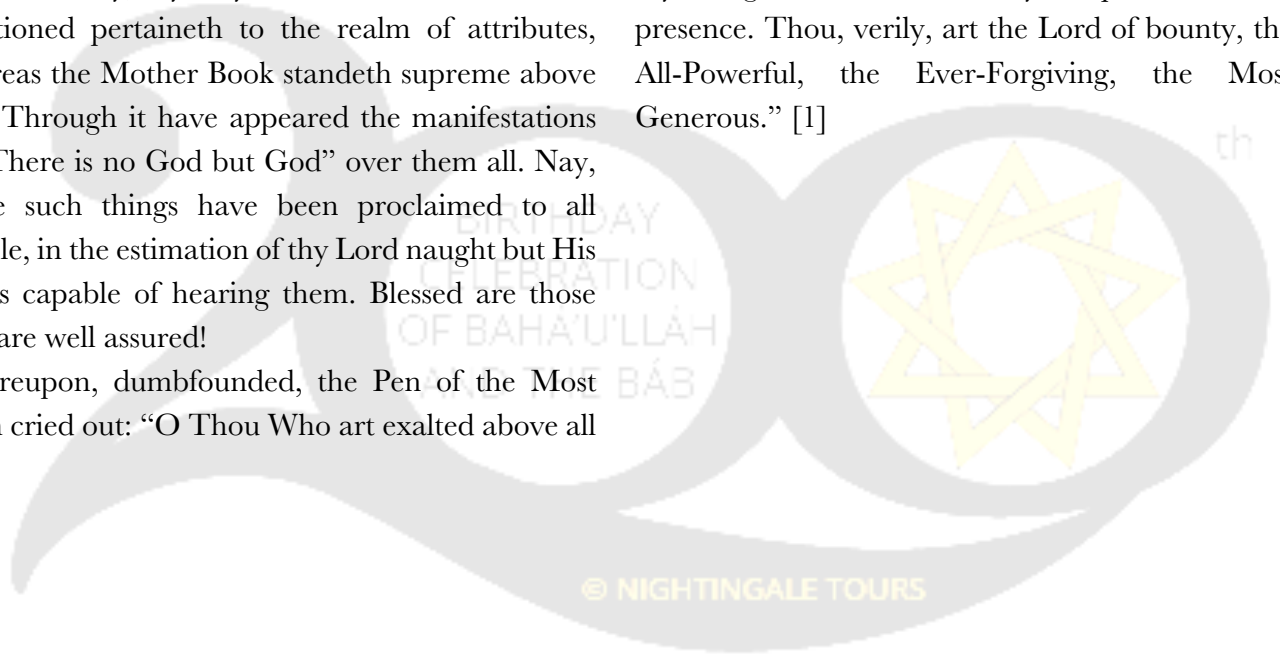 tioned pertaineth to the realm of attributes,
reas the Mother Book standeth supreme above
Through it have appeared the manifestations
There is no God but God” over them all. Nay,
such things have been proclaimed to all
le, in the estimation of thy Lord naught but His
s capable of hearing them. Blessed are those
are well assured!
reupon, dumbfounded, the Pen of the Most
cried out: “O Thou Who art exalted above all
presence. Thou, verily, art the Lord of bounty, th
All-Powerful, the Ever-Forgiving, the Mos
Generous.” [1]
th
BIRTHDAY
CELEBRATION
OF BAHÁ'U'LLÁH
AND THE BÁB
© NIGHTINGALE TOURS